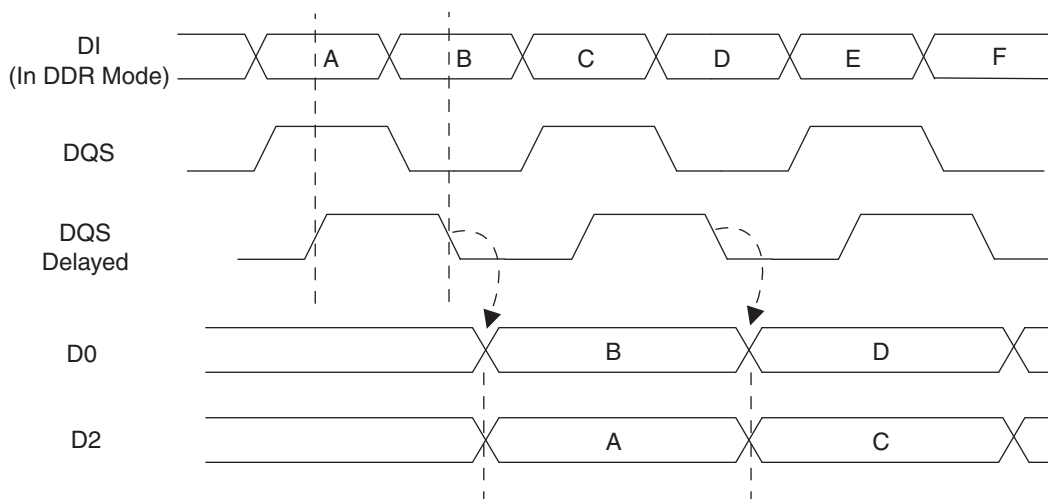 DI
(In DDR Mode)
A B C D E F
DQS
DQS
Delayed
D0
B D
D2
A C